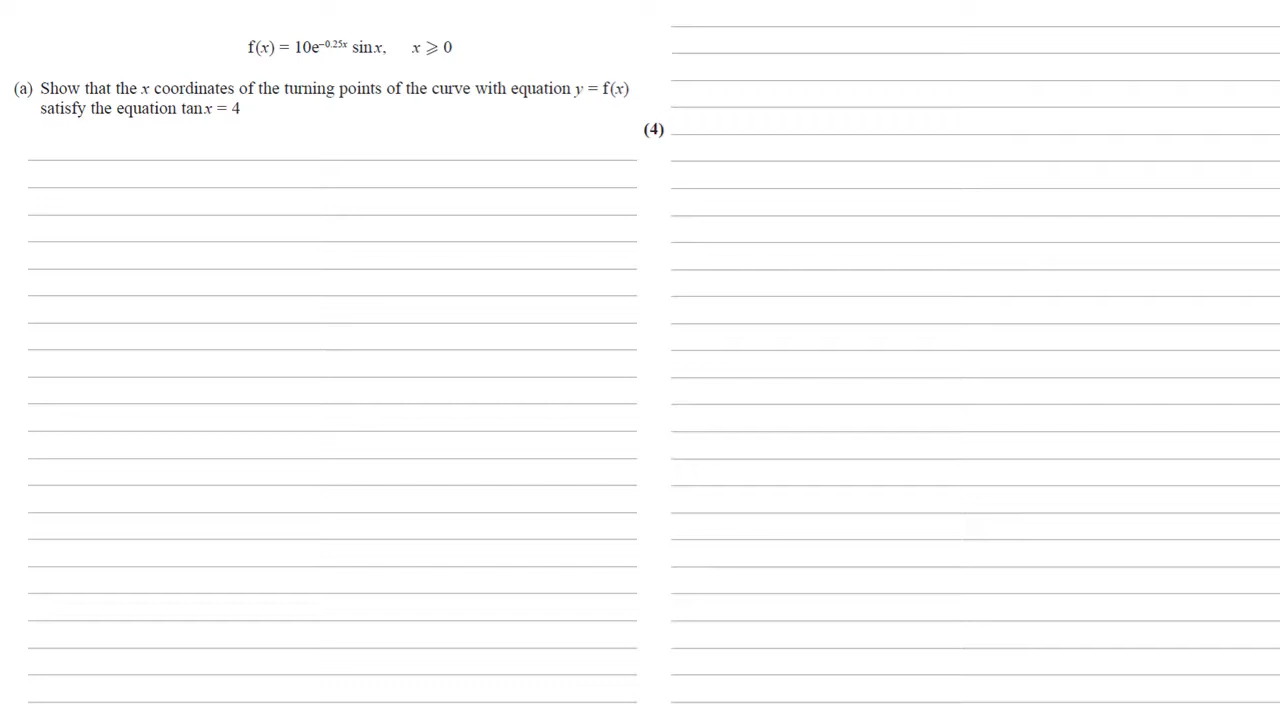 f(x) = 10e⁻⁰·²⁵ˣ sin x,    x ⩾ 0
(a) Show that the x coordinates of the turning points of the curve with equation y = f(x)
satisfy the equation tan x = 4
(4)